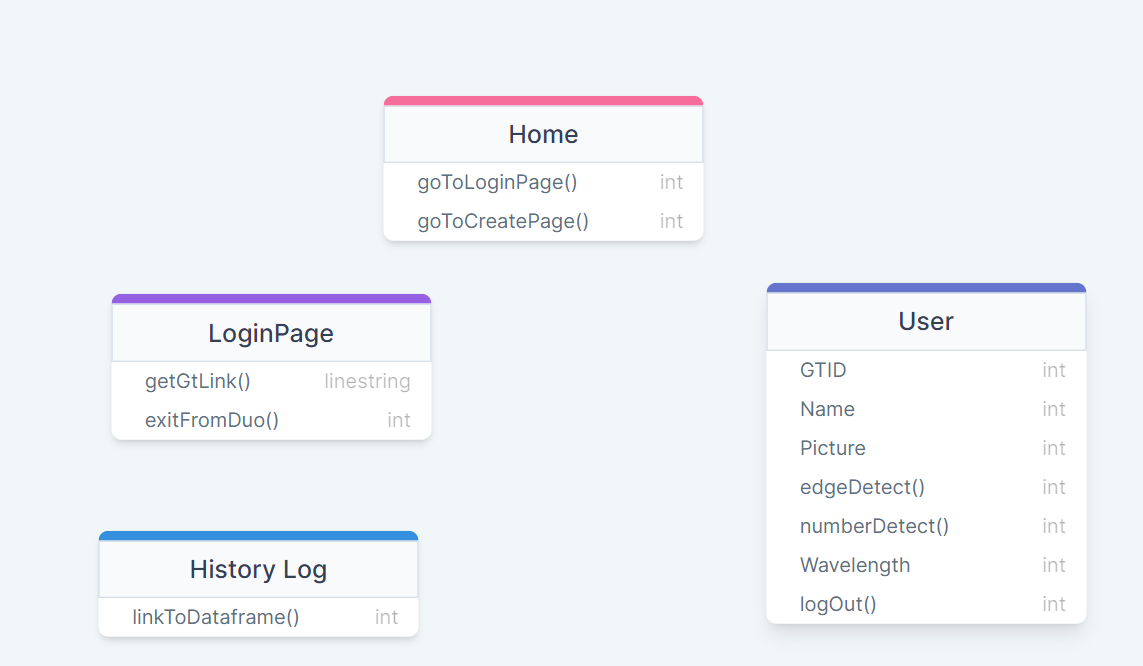 Home
goToLoginPage() int
goToCreatePage() int
LoginPage
getGtLink() linestring
exitFromDuo() int
User
GTID int
Name int
Picture int
edgeDetect() int
numberDetect() int
Wavelength int
logOut() int
History Log
linkToDataframe() int